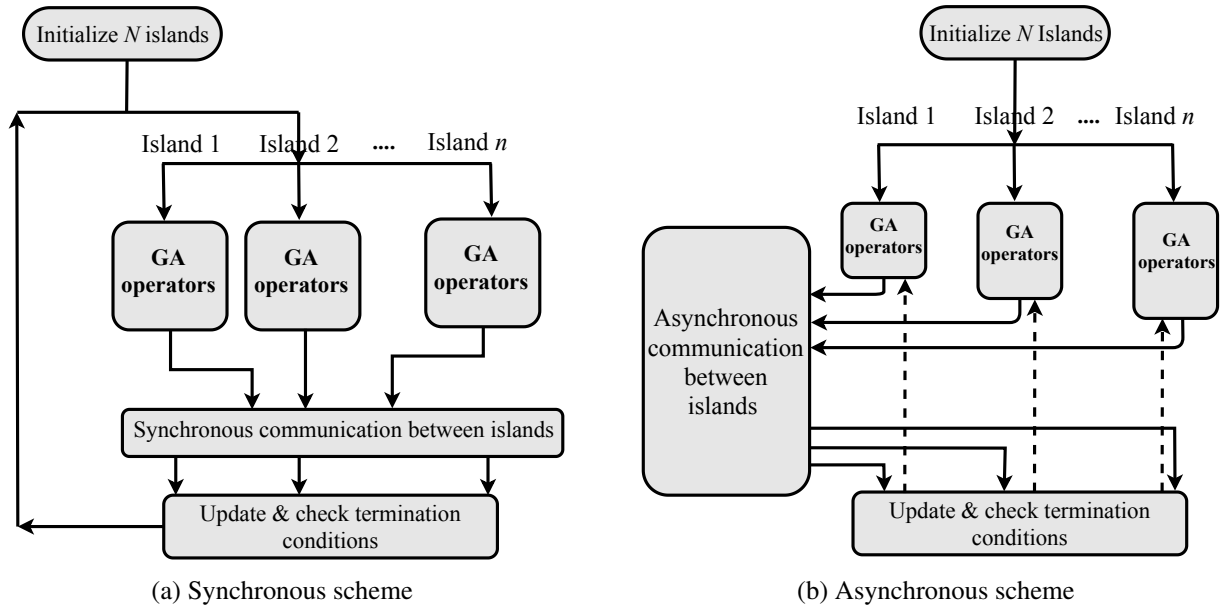 Initialize N islands
Island 1 Island 2 .... Island n
GA
operators
GA
operators
GA
operators
Synchronous communication between islands
Update & check termination
conditions
(a) Synchronous scheme
Initialize N Islands
Island 1 Island 2 .... Island n
GA
operators
GA
operators
GA
operators
Asynchronous
communication
between
islands
Update & check termination
conditions
(b) Asynchronous scheme